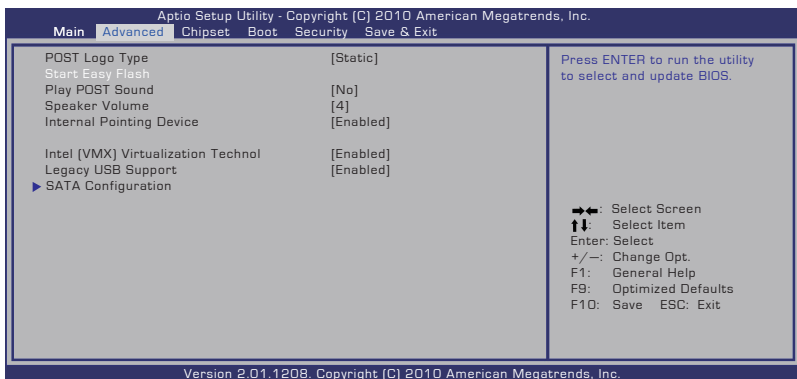 Aptio Setup Utility - Copyright (C) 2010 American Megatrends, Inc.
Main Advanced Chipset Boot Security Save & Exit
POST Logo Type [Static]
Start Easy Flash
Play POST Sound [No]
Speaker Volume [4]
Internal Pointing Device [Enabled]
Intel (VMX) Virtualization Technol [Enabled]
Legacy USB Support [Enabled]
SATA Configuration
Press ENTER to run the utility
to select and update BIOS.
→←: Select Screen
↑↓: Select Item
Enter: Select
+/—: Change Opt.
F1: General Help
F9: Optimized Defaults
F10: Save ESC: Exit
Version 2.01.1208. Copyright (C) 2010 American Megatrends, Inc.